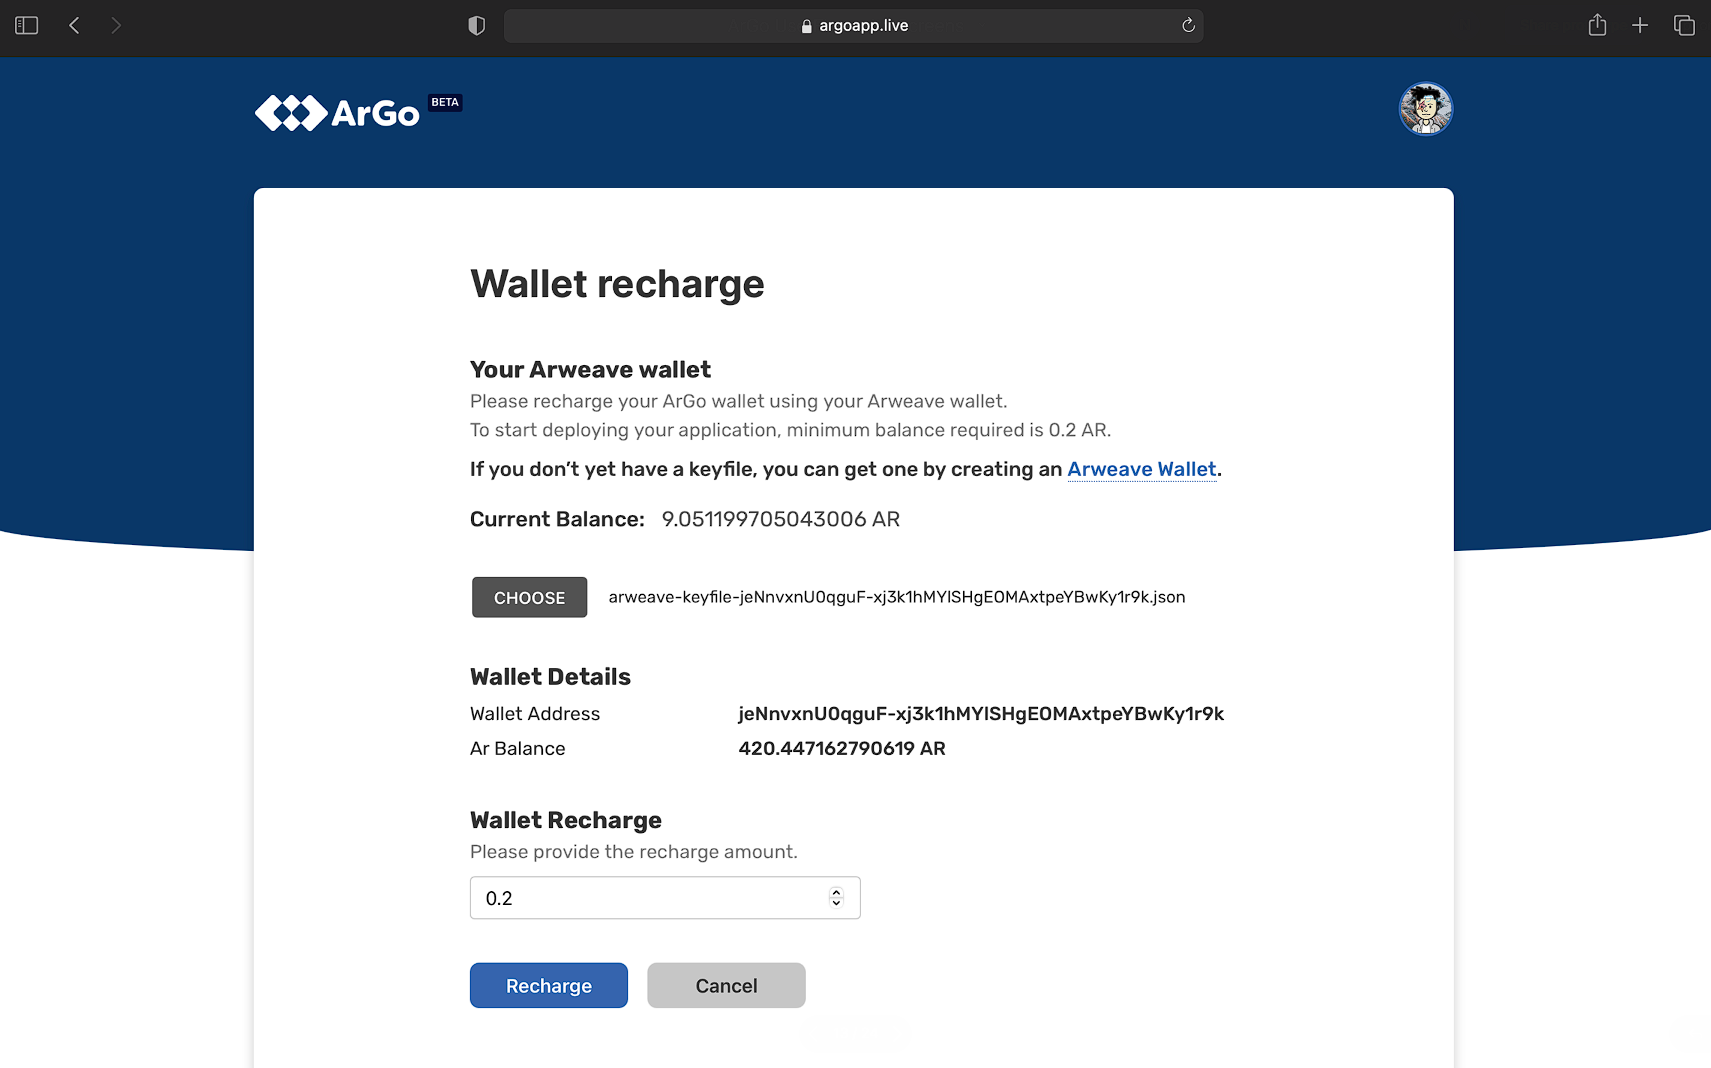 argoapp.live
ArGo BETA
Wallet recharge
Your Arweave wallet
Please recharge your ArGo wallet using your Arweave wallet.
To start deploying your application, minimum balance required is 0.2 AR.
If you don’t yet have a keyfile, you can get one by creating an Arweave Wallet.
Current Balance: 9.051199705043006 AR
CHOOSE arweave-keyfile-jeNnvxnU0qguF-xj3k1hMYlSHgEOMAxtpeYBwKy1r9k.json
Wallet Details
Wallet Address jeNnvxnU0qguF-xj3k1hMYlSHgEOMAxtpeYBwKy1r9k
Ar Balance 420.447162790619 AR
Wallet Recharge
Please provide the recharge amount.
0.2
Recharge Cancel